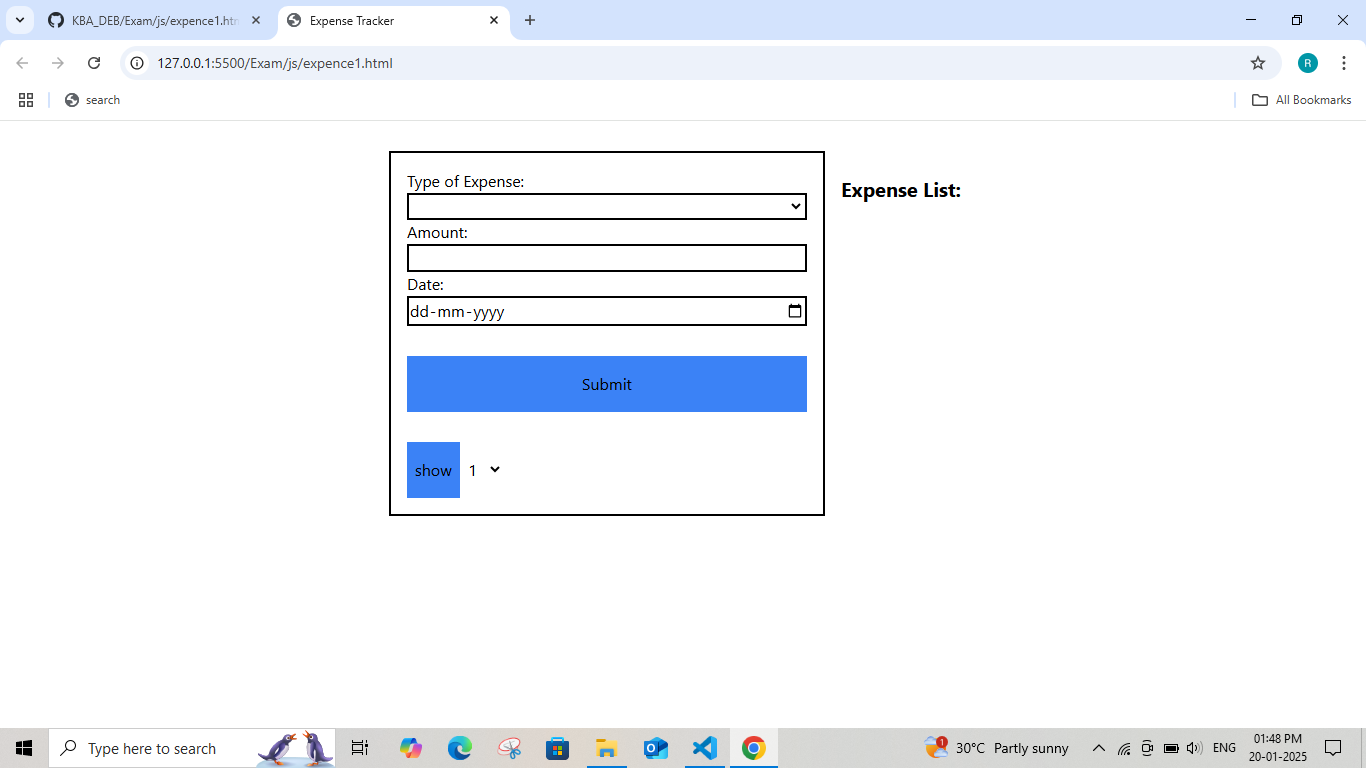 KBA_DEB/Exam/js/expence1.htm
Expense Tracker
127.0.0.1:5500/Exam/js/expence1.html
R
search
All Bookmarks
Type of Expense:
Expense List:
Amount:
Date:
dd-mm-yyyy
Submit
show 1
Type here to search
1
30°C Partly sunny
ENG
01:48 PM
20-01-2025